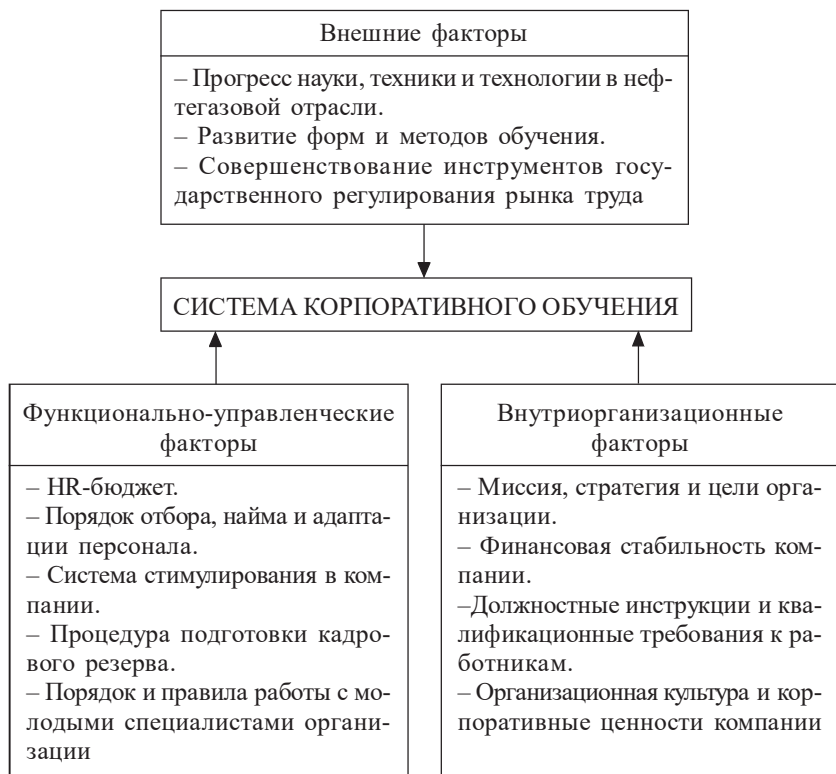 Внешние факторы
– Прогресс науки, техники и технологии в неф-
тегазовой отрасли.
– Развитие форм и методов обучения.
– Совершенствование инструментов госу-
дарственного регулирования рынка труда
СИСТЕМА КОРПОРАТИВНОГО ОБУЧЕНИЯ
Функционально-управленческие
факторы
– HR-бюджет.
– Порядок отбора, найма и адапта-
ции персонала.
– Система стимулирования в ком-
пании.
– Процедура подготовки кадро-
вого резерва.
– Порядок и правила работы с мо-
лодыми специалистами органи-
зации
Внутриорганизационные
факторы
– Миссия, стратегия и цели орга-
низации.
– Финансовая стабильность ком-
пании.
–Должностные инструкции и ква-
лификационные требования к ра-
ботникам.
– Организационная культура и кор-
поративные ценности компании